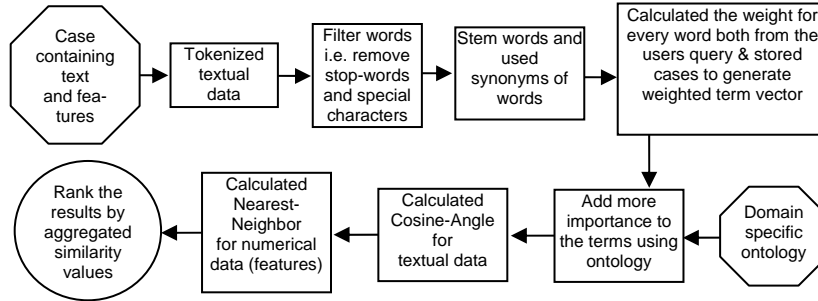 Case
containing
text
and fea-
tures
Tokenized
textual
data
Filter words
i.e. remove
stop-words
and special
characters
Stem words and
used
synonyms of
words
Calculated the weight for
every word both from the
users query & stored
cases to generate
weighted term vector
Rank the
results by
aggregated
similarity
values
Calculated
Nearest-
Neighbor
for numerical
data (features)
Calculated
Cosine-Angle
for
textual data
Add more
importance to
the terms using
ontology
Domain
specific
ontology